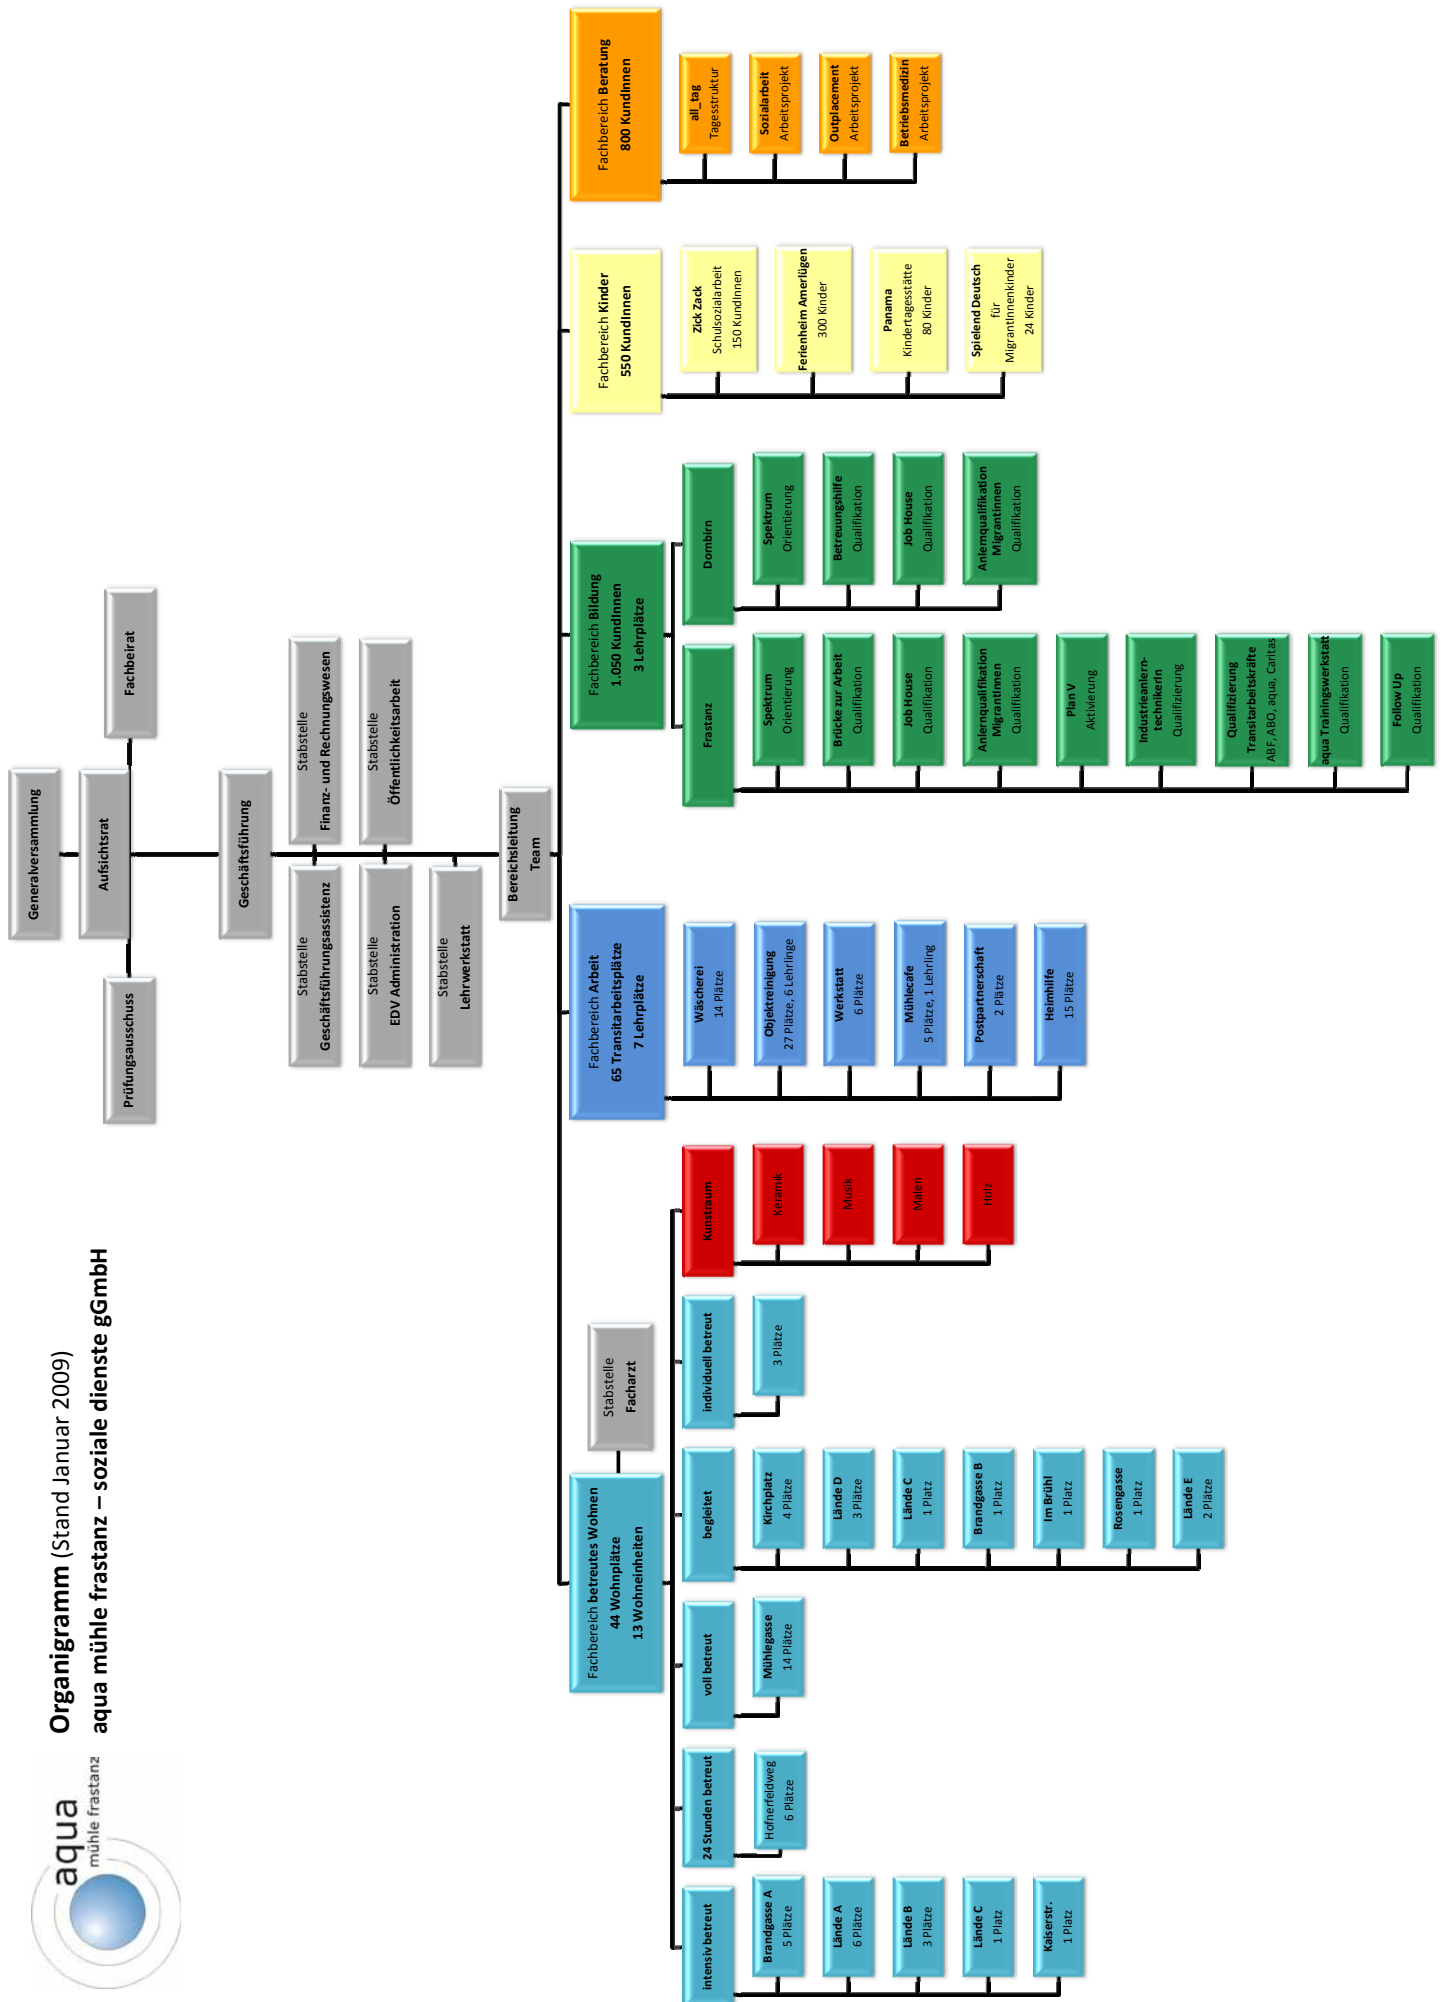 aqua
mühle frastanz
Organigramm (Stand Januar 2009)
aqua mühle frastanz – soziale dienste gGmbH
Generalversammlung
Aufsichtsrat
Prüfungsausschuss
Fachbeirat
Geschäftsführung
Stabstelle
Geschäftsführungsassistenz
Stabstelle
Finanz- und Rechnungswesen
Stabstelle
EDV Administration
Stabstelle
Öffentlichkeitsarbeit
Stabstelle
Lehrwerkstatt
Bereichsleitung
Team
Fachbereich betreutes Wohnen
44 Wohnplätze
13 Wohneinheiten
Stabstelle
Facharzt
intensiv betreut
Brandgasse A
5 Plätze
Lände A
6 Plätze
Lände B
3 Plätze
Lände C
1 Platz
Kaiserstr.
1 Platz
24 Stunden betreut
Hofnerfeldweg
6 Plätze
voll betreut
Mühlegasse
14 Plätze
begleitet
Kirchplatz
4 Plätze
Lände D
3 Plätze
Lände C
1 Platz
Brandgasse B
1 Platz
Im Brühl
1 Platz
Rosengasse
1 Platz
Lände E
2 Plätze
individuell betreut
3 Plätze
Kunstraum
Keramik
Musik
Malen
Holz
Fachbereich Arbeit
65 Transitarbeitsplätze
7 Lehrplätze
Wäscherei
14 Plätze
Objektreinigung
27 Plätze, 6 Lehrlinge
Werkstatt
6 Plätze
Mühlecafe
5 Plätze, 1 Lehrling
Postpartnerschaft
2 Plätze
Heimhilfe
15 Plätze
Fachbereich Bildung
1.050 KundInnen
3 Lehrplätze
Frastanz
Spektrum
Orientierung
Brücke zur Arbeit
Qualifikation
Job House
Qualifikation
Anlernqualifikation
MigrantInnen
Qualifikation
Plan V
Aktivierung
Industrieanlern-
technikerIn
Qualifizierung
Qualifizierung
Transitarbeitskräfte
ABF, ABO, aqua, Caritas
aqua Trainingswerkstatt
Qualifikation
Follow Up
Qualifikation
Dornbirn
Spektrum
Orientierung
Betreuungshilfe
Qualifikation
Job House
Qualifikation
Anlernqualifikation
MigrantInnen
Qualifikation
Fachbereich Kinder
550 KundInnen
Zick Zack
Schulsozialarbeit
150 KundInnen
Ferienheim Amerlügen
300 Kinder
Panama
Kindertagesstätte
80 Kinder
Spielend Deutsch
für
MigrantInnenkinder
24 Kinder
Fachbereich Beratung
800 KundInnen
all_tag
Tagesstruktur
Sozialarbeit
Arbeitsprojekt
Outplacement
Arbeitsprojekt
Betriebsmedizin
Arbeitsprojekt